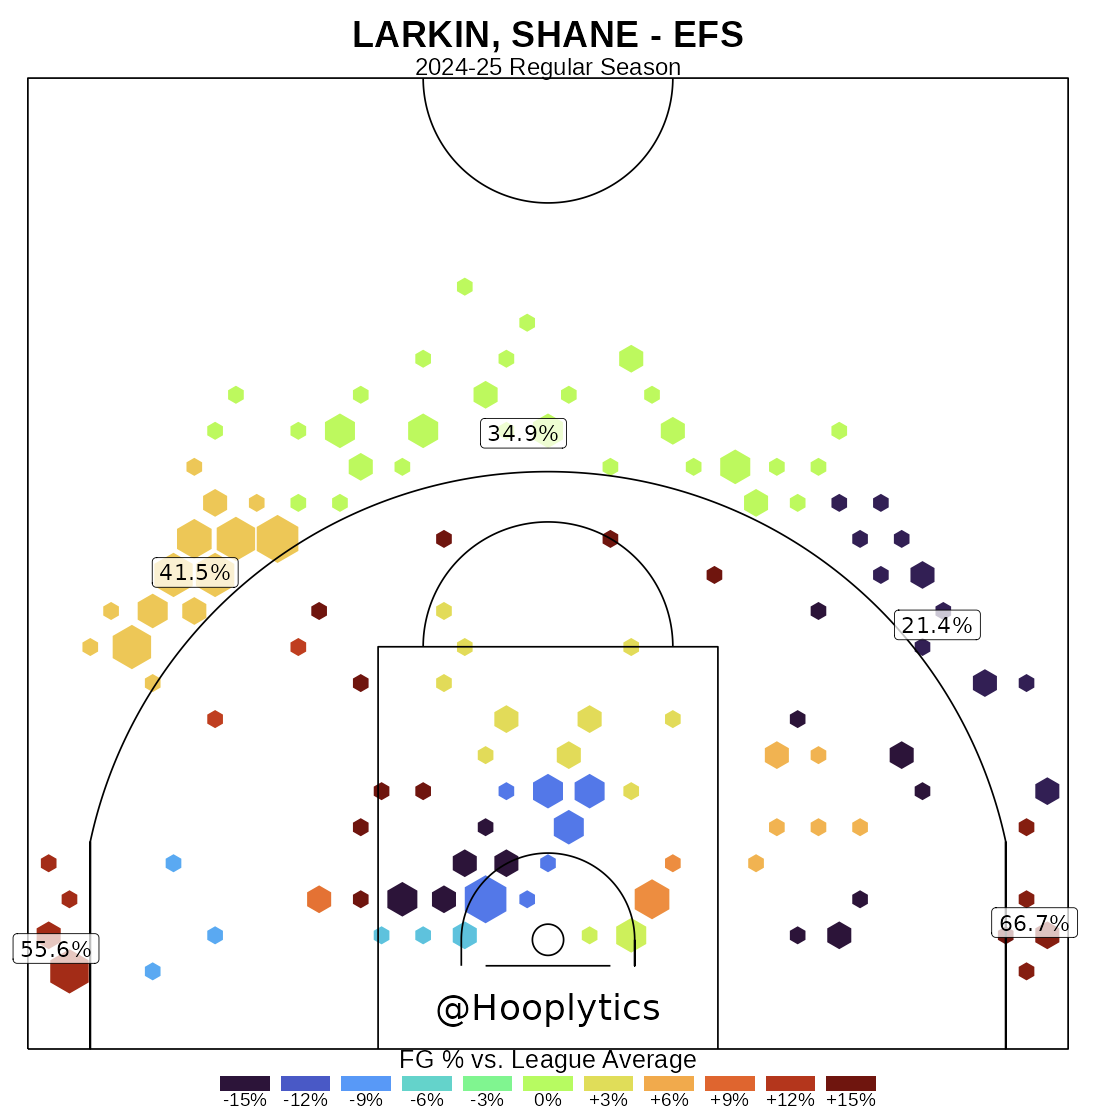 LARKIN, SHANE - EFS
2024-25 Regular Season
34.9%
41.5%
21.4%
66.7%
55.6%
@Hooplytics
FG % vs. League Average
-15% -12% -9% -6% -3% 0% +3% +6% +9% +12% +15%